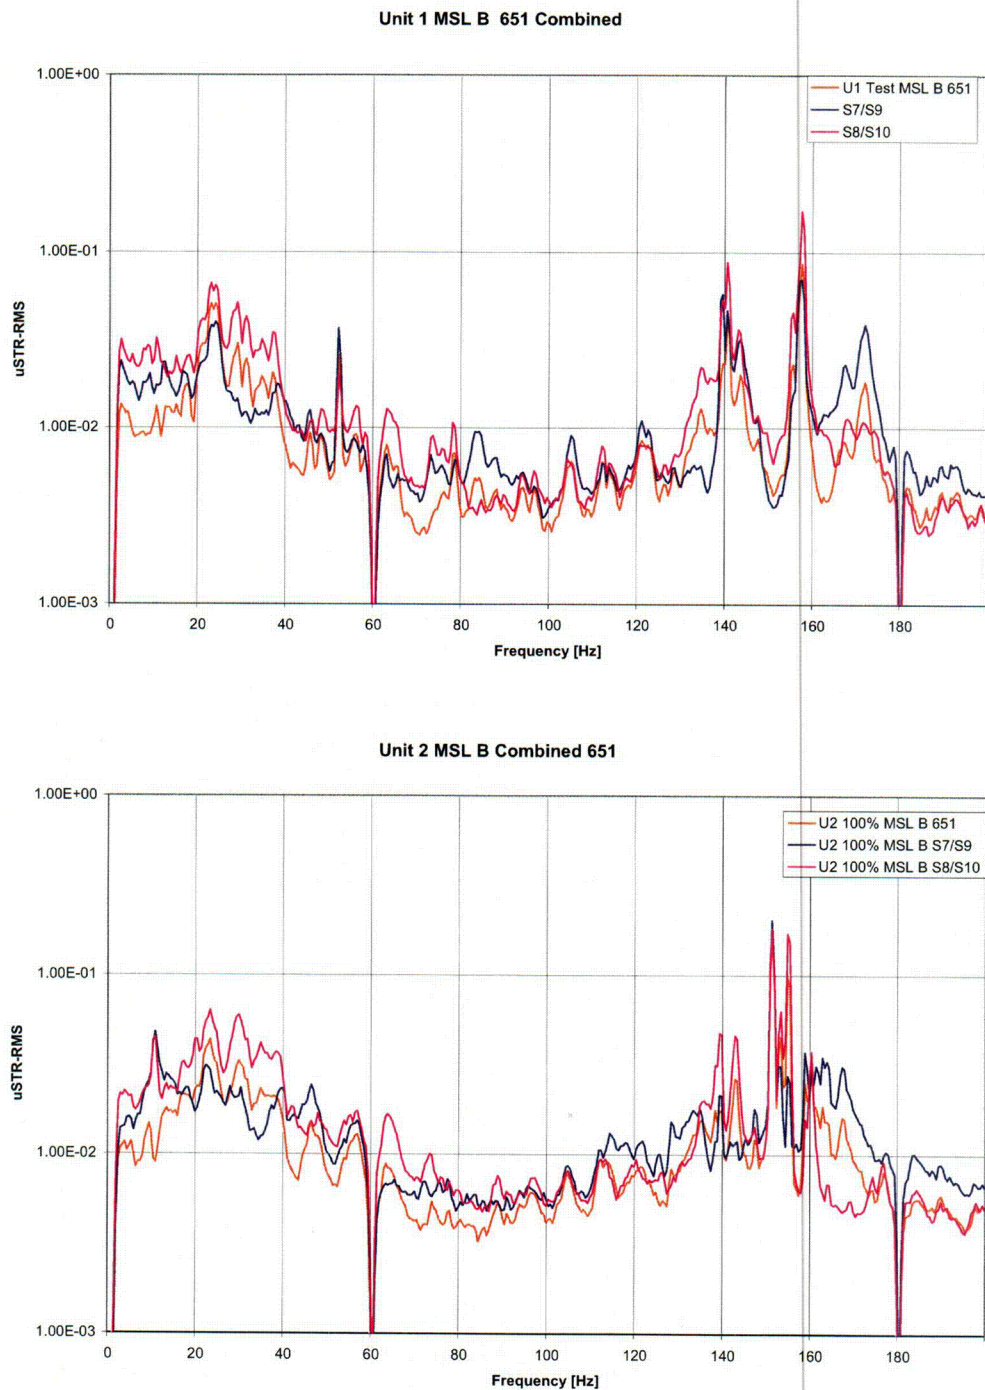 Unit 1 MSL B 651 Combined
1.00E+00
U1 Test MSL B 651
S7/S9
S8/S10
1.00E-01
uSTR-RMS
1.00E-02
1.00E-03
0 20 40 60 80 100 120 140 160 180
Frequency [Hz]
Unit 2 MSL B Combined 651
1.00E+00
U2 100% MSL B 651
U2 100% MSL B S7/S9
U2 100% MSL B S8/S10
1.00E-01
uSTR-RMS
1.00E-02
1.00E-03
0 20 40 60 80 100 120 140 160 180
Frequency [Hz]